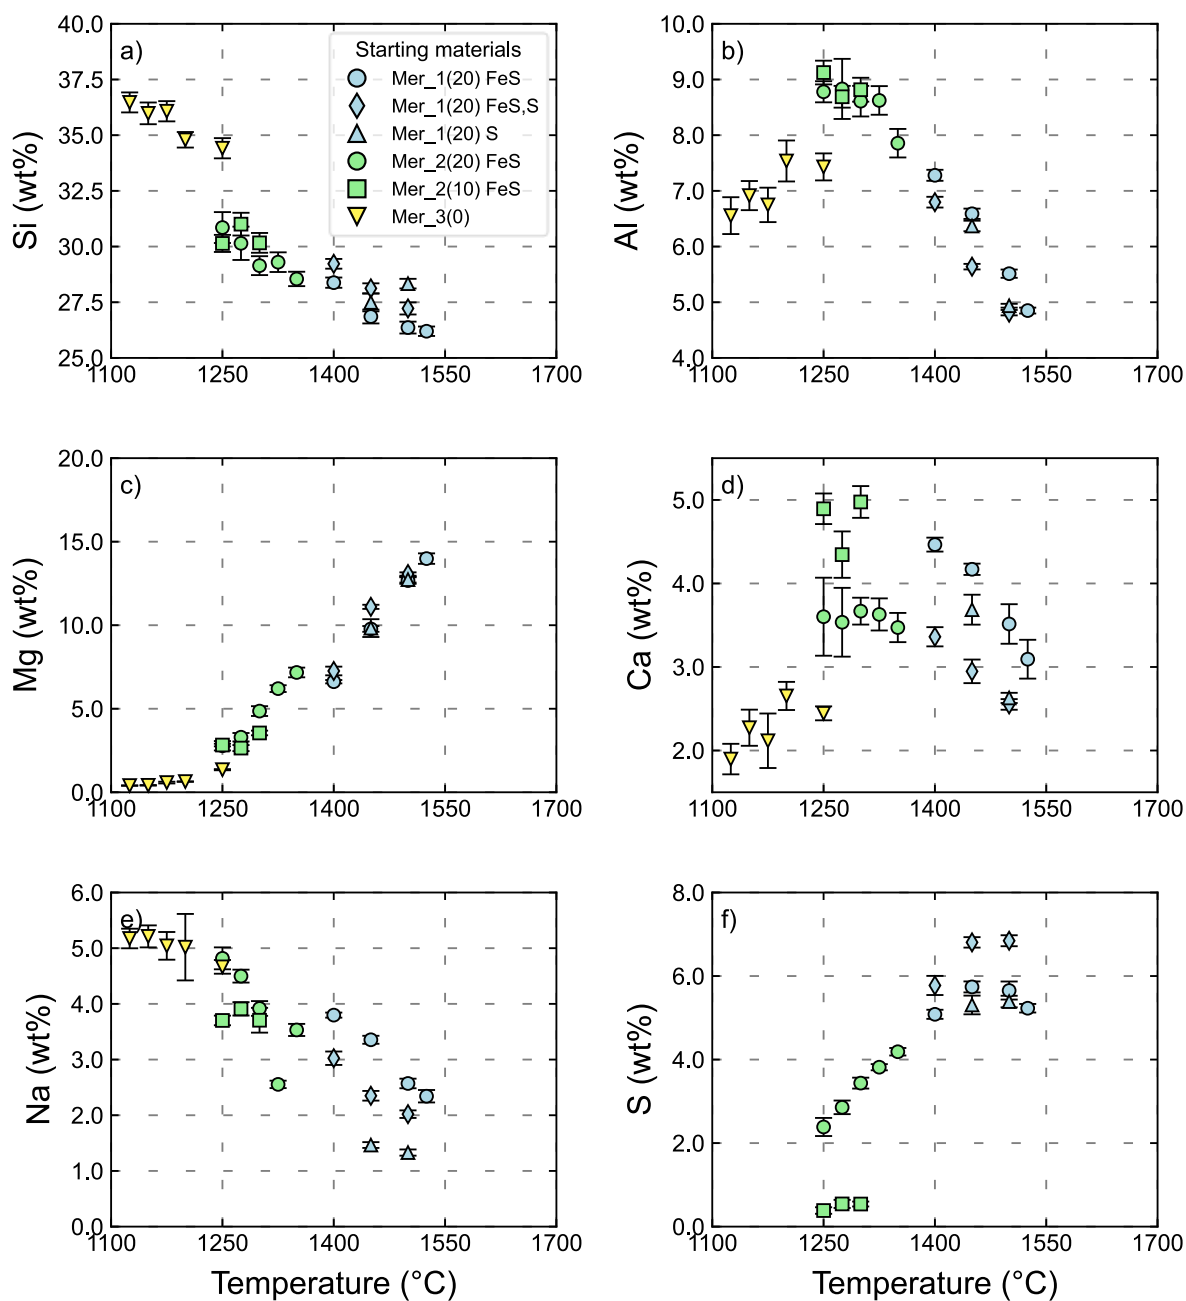 40.0
37.5
35.0
32.5
30.0
27.5
25.0
Si (wt%)
a)
Starting materials
Mer_1(20) FeS
Mer_1(20) FeS,S
Mer_1(20) S
Mer_2(20) FeS
Mer_2(10) FeS
Mer_3(0)
1100 1250 1400 1550 1700
10.0
9.0
8.0
7.0
6.0
5.0
4.0
Al (wt%)
b)
1100 1250 1400 1550 1700
20.0
15.0
10.0
5.0
0.0
Mg (wt%)
c)
1100 1250 1400 1550 1700
5.0
4.0
3.0
2.0
Ca (wt%)
d)
1100 1250 1400 1550 1700
6.0
5.0
4.0
3.0
2.0
1.0
0.0
Na (wt%)
e)
1100 1250 1400 1550 1700
Temperature (°C)
8.0
6.0
4.0
2.0
0.0
S (wt%)
f)
1100 1250 1400 1550 1700
Temperature (°C)